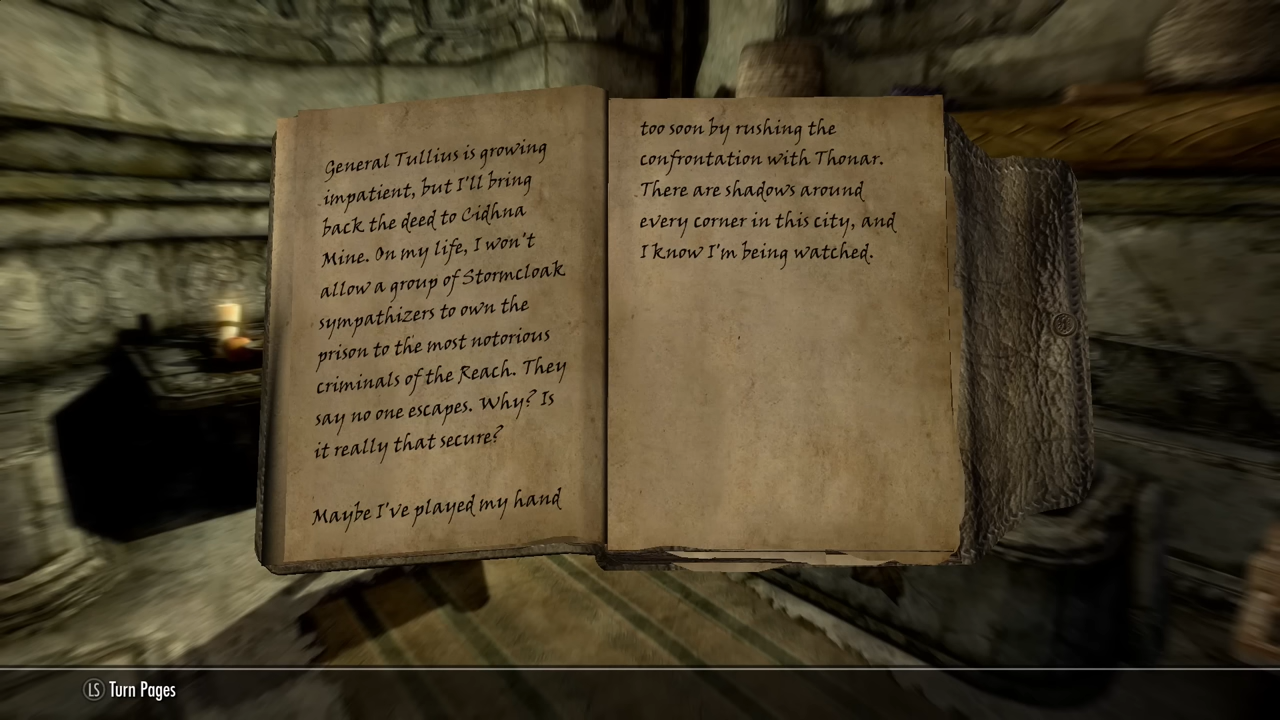 General Tullius is growing
impatient, but I'll bring
back the deed to Cidhna
Mine. On my life, I won't
allow a group of Stormcloak
sympathizers to own the
prison to the most notorious
criminals of the Reach. They
say no one escapes. Why? Is
it really that secure?
Maybe I've played my hand
too soon by rushing the
confrontation with Thonar.
There are shadows around
every corner in this city, and
I know I'm being watched.
LS Turn Pages